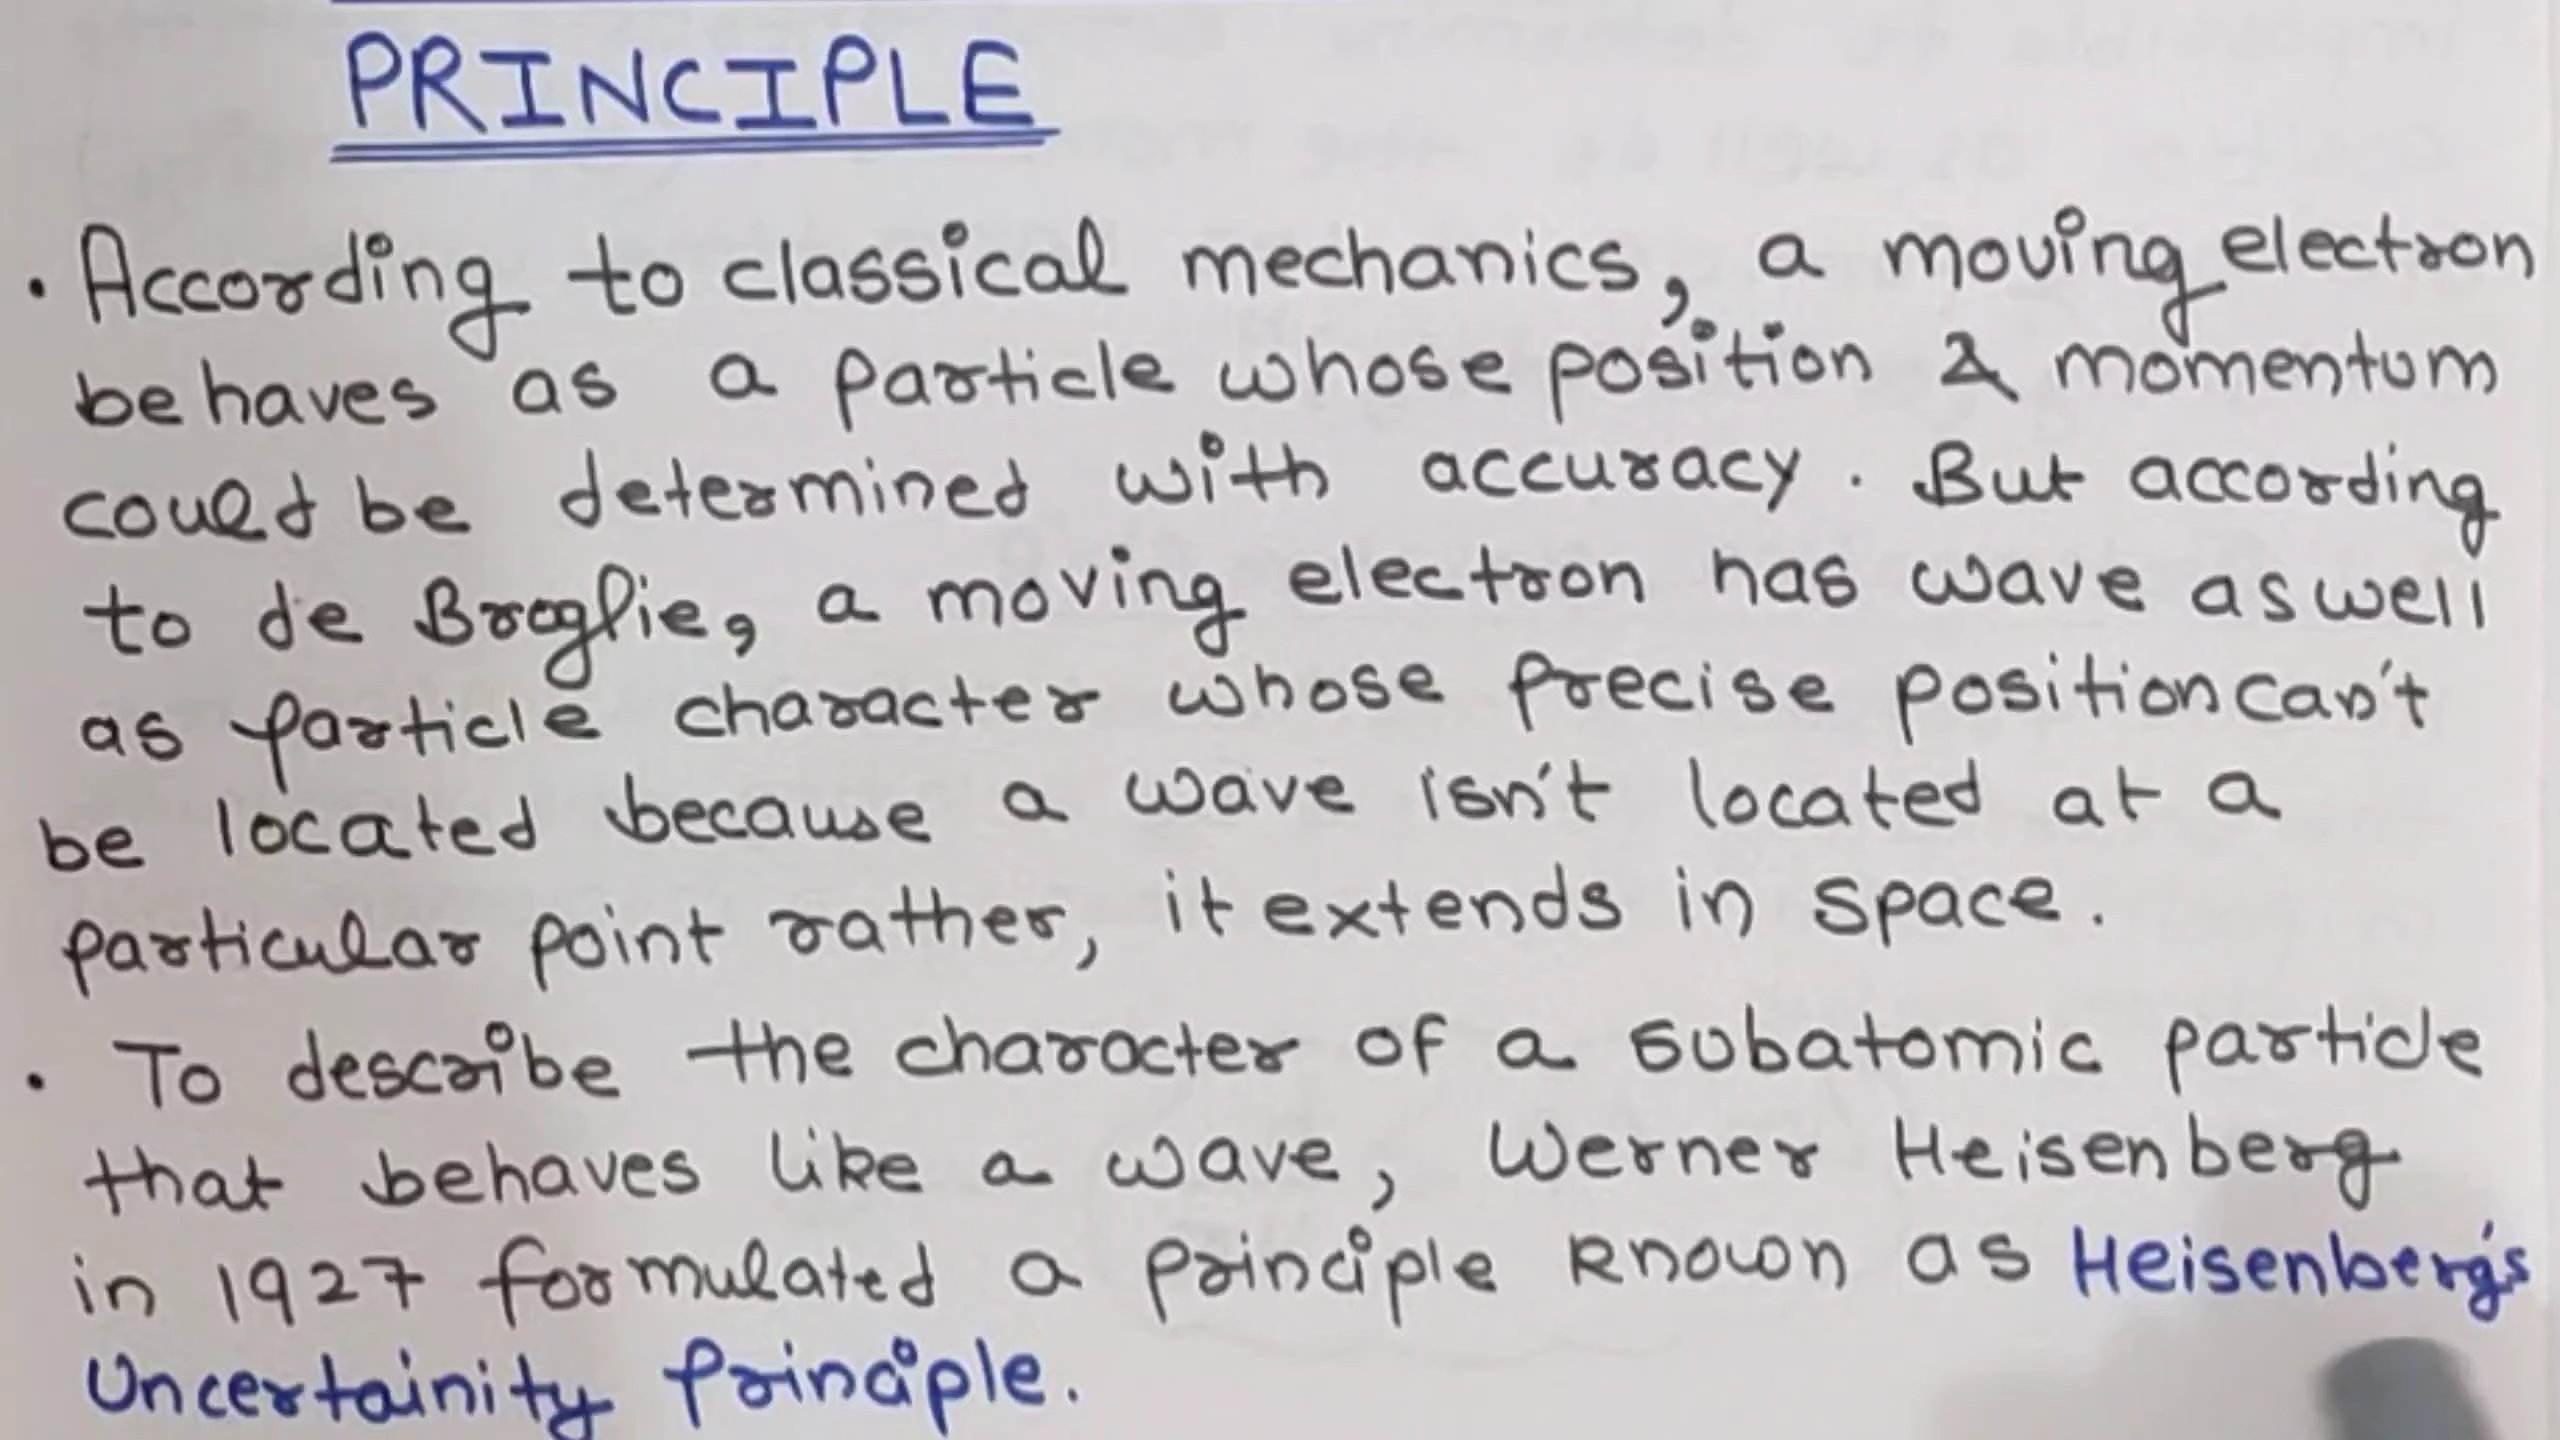 PRINCIPLE
• According to classical mechanics, a moving electron
behaves as a particle whose position & momentum
could be determined with accuracy. But according
to de Broglie, a moving electron has wave as well
as particle character whose precise position can't
be located because a wave isn't located at a
particular point rather, it extends in space.
• To describe the character of a subatomic particle
that behaves like a wave, Werner Heisenberg
in 1927 formulated a principle known as Heisenberg's
Uncertainity Principle.